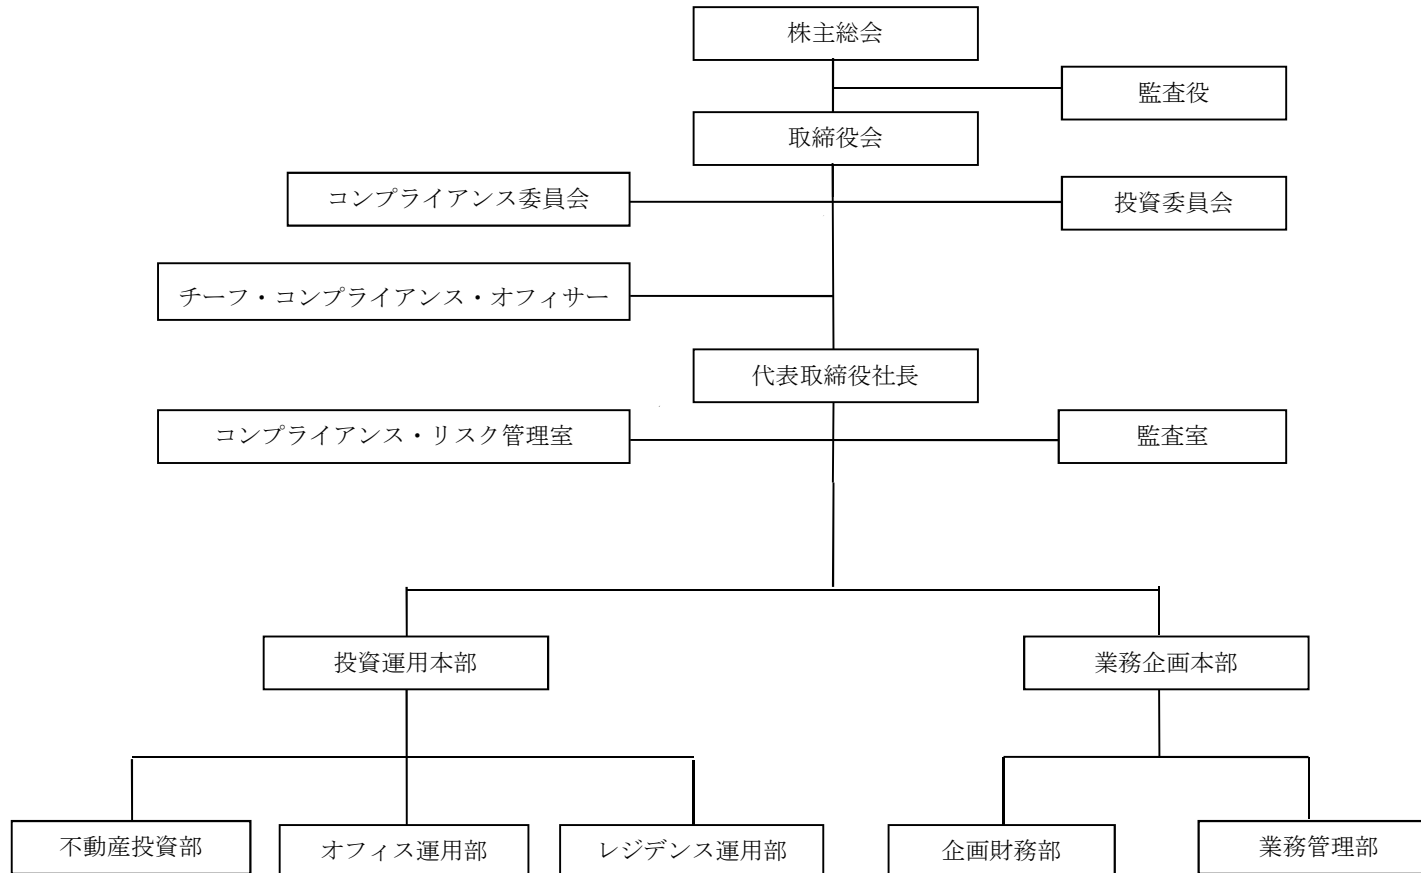 株主総会
監査役
取締役会
コンプライアンス委員会
投資委員会
チーフ・コンプライアンス・オフィサー
代表取締役社長
コンプライアンス・リスク管理室
監査室
投資運用本部
業務企画本部
不動産投資部
オフィス運用部
レジデンス運用部
企画財務部
業務管理部